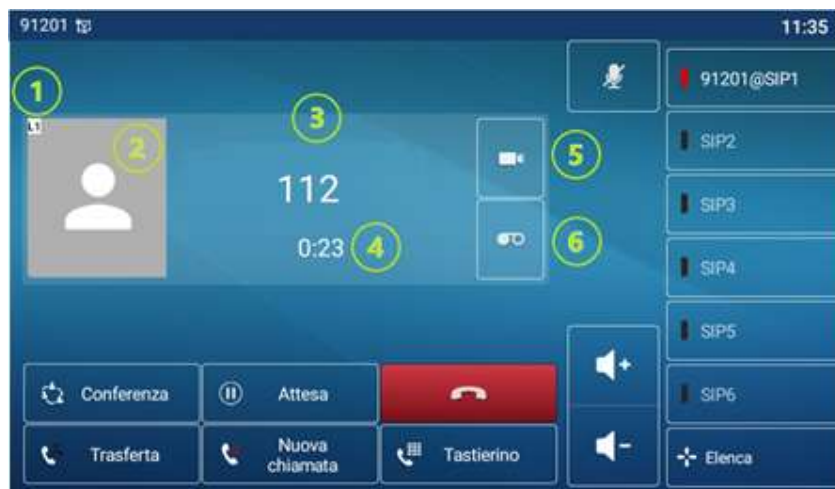 91201
11:35
1
L1
2
3
112
0:23
4
5
6
91201@SIP1
SIP2
SIP3
SIP4
SIP5
SIP6
Elenca
Conferenza
Attesa
Trasferta
Nuova
chiamata
Tastierino